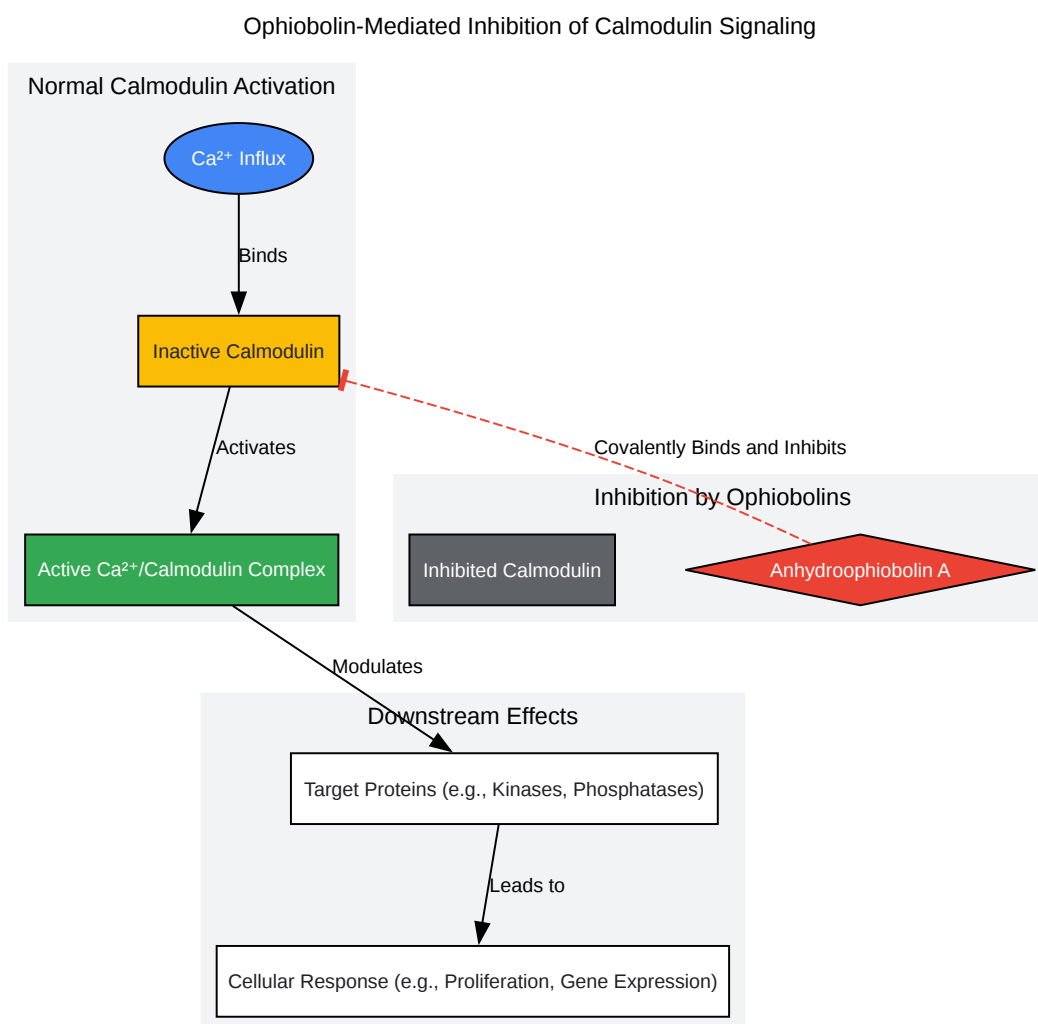 Ophiobolin-Mediated Inhibition of Calmodulin Signaling
Normal Calmodulin Activation
Ca²⁺ Influx
Binds
Inactive Calmodulin
Activates
Covalently Binds and Inhibits
Inhibition by Ophiobolins
Active Ca²⁺/Calmodulin Complex
Inhibited Calmodulin
Anhydroophiobolin A
Modulates
Downstream Effects
Target Proteins (e.g., Kinases, Phosphatases)
Leads to
Cellular Response (e.g., Proliferation, Gene Expression)